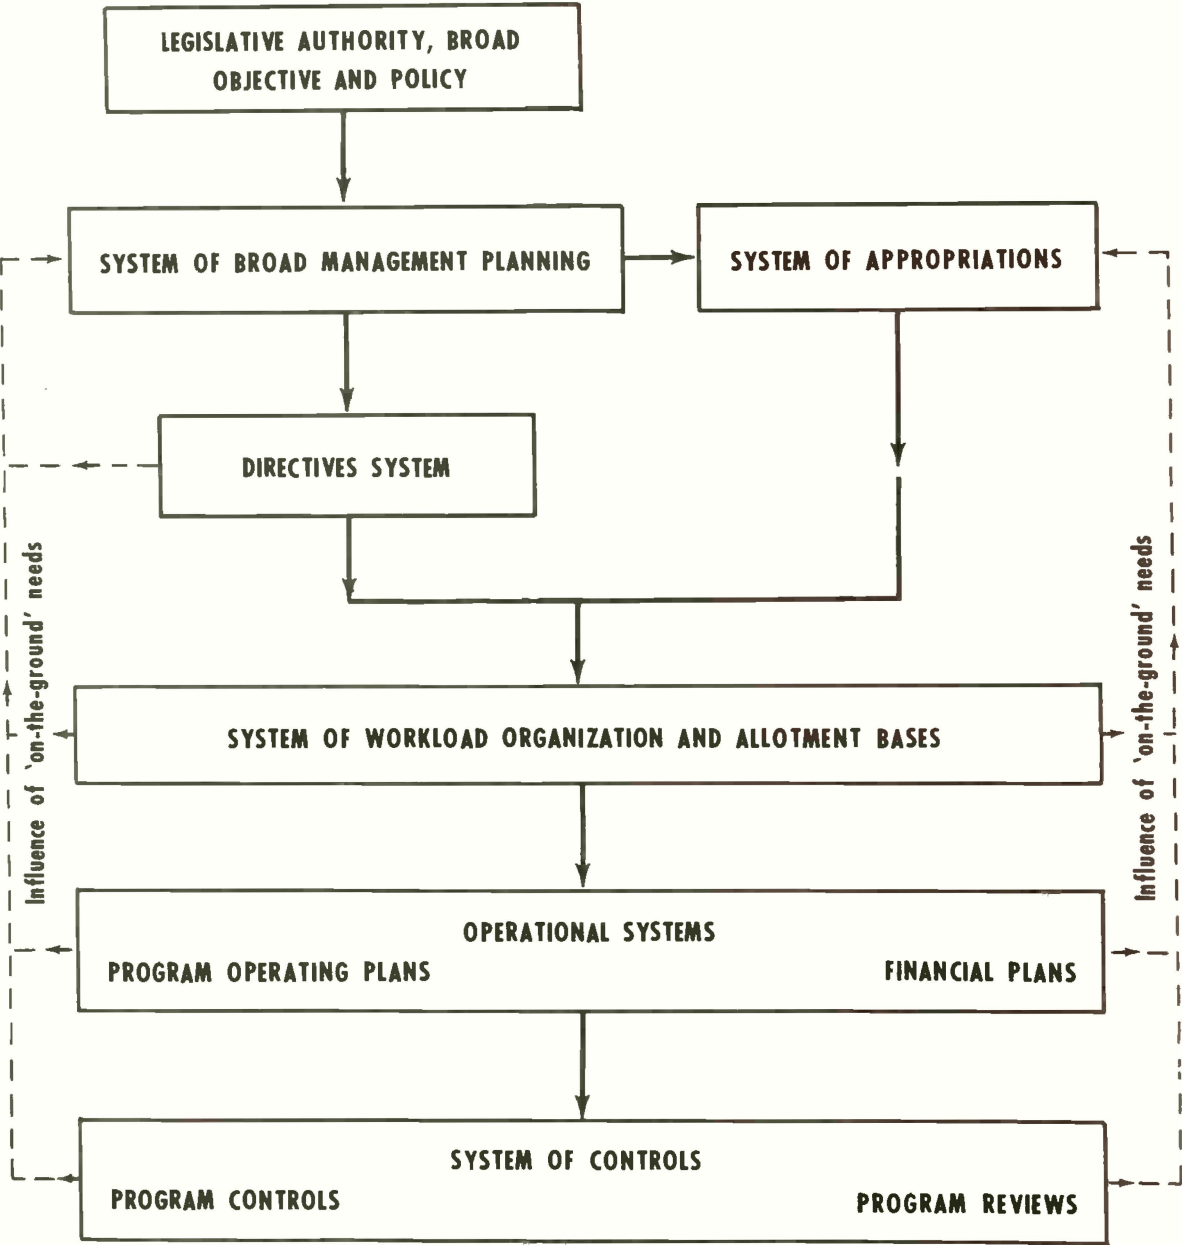 LEGISLATIVE AUTHORITY, BROAD
OBJECTIVE AND POLICY
SYSTEM OF BROAD MANAGEMENT PLANNING
SYSTEM OF APPROPRIATIONS
DIRECTIVES SYSTEM
Influence of 'on-the-ground' needs
Influence of 'on-the-ground' needs
SYSTEM OF WORKLOAD ORGANIZATION AND ALLOTMENT BASES
OPERATIONAL SYSTEMS
PROGRAM OPERATING PLANS
FINANCIAL PLANS
SYSTEM OF CONTROLS
PROGRAM CONTROLS
PROGRAM REVIEWS